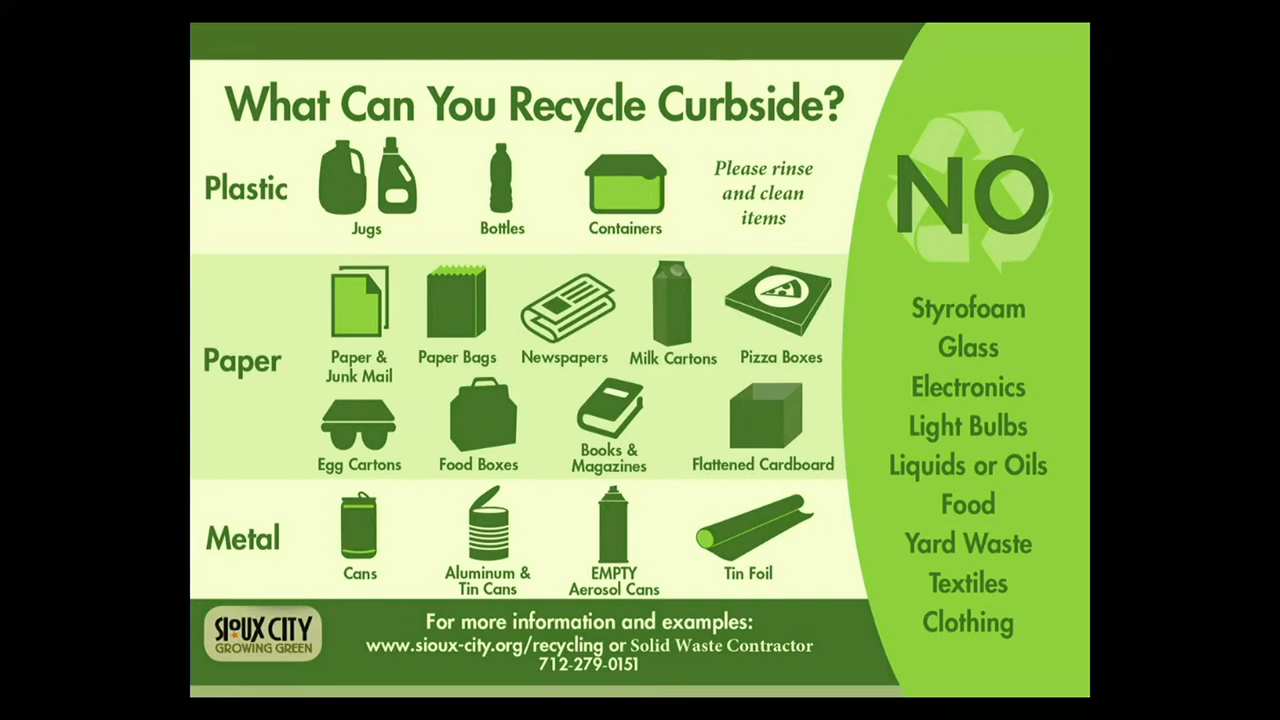 What Can You Recycle Curbside?
Plastic
Jugs
Bottles
Containers
Please rinse
and clean
items
Paper
Paper &
Junk Mail
Paper Bags
Newspapers
Milk Cartons
Pizza Boxes
Egg Cartons
Food Boxes
Books &
Magazines
Flattened Cardboard
Metal
Cans
Aluminum &
Tin Cans
EMPTY
Aerosol Cans
Tin Foil
SIOUX CITY
GROWING GREEN
For more information and examples:
www.sioux-city.org/recycling or Solid Waste Contractor
712-279-0151
NO
Styrofoam
Glass
Electronics
Light Bulbs
Liquids or Oils
Food
Yard Waste
Textiles
Clothing